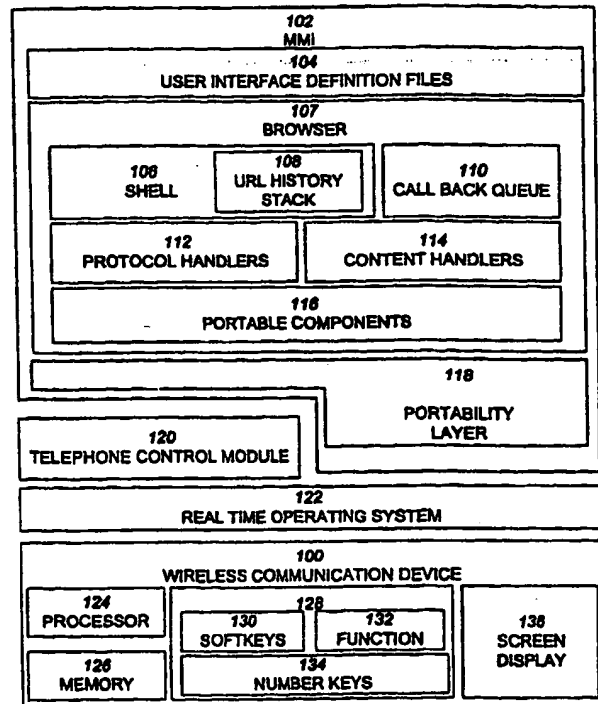 102
MMI
104
USER INTERFACE DEFINITION FILES
107
BROWSER
106
SHELL
108
URL HISTORY
STACK
110
CALL BACK QUEUE
112
PROTOCOL HANDLERS
114
CONTENT HANDLERS
116
PORTABLE COMPONENTS
118
PORTABILITY
LAYER
120
TELEPHONE CONTROL MODULE
122
REAL TIME OPERATING SYSTEM
100
WIRELESS COMMUNICATION DEVICE
124
PROCESSOR
126
MEMORY
128
130
SOFTKEYS
132
FUNCTION
134
NUMBER KEYS
136
SCREEN
DISPLAY